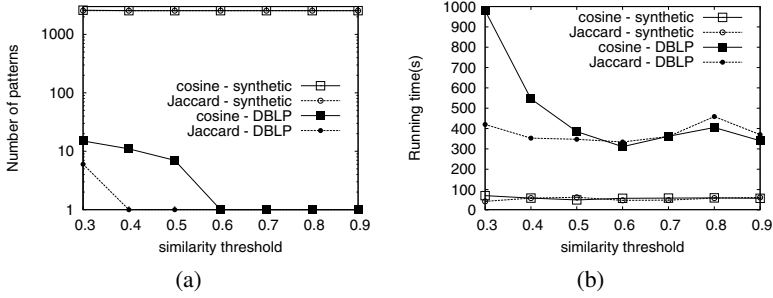 Number of patterns
1000
100
10
1
cosine - synthetic
Jaccard - synthetic
cosine - DBLP
Jaccard - DBLP
0.3 0.4 0.5 0.6 0.7 0.8 0.9
similarity threshold
(a)
Running time(s)
1000
900
800
700
600
500
400
300
200
100
0
cosine - synthetic
Jaccard - synthetic
cosine - DBLP
Jaccard - DBLP
0.3 0.4 0.5 0.6 0.7 0.8 0.9
similarity threshold
(b)